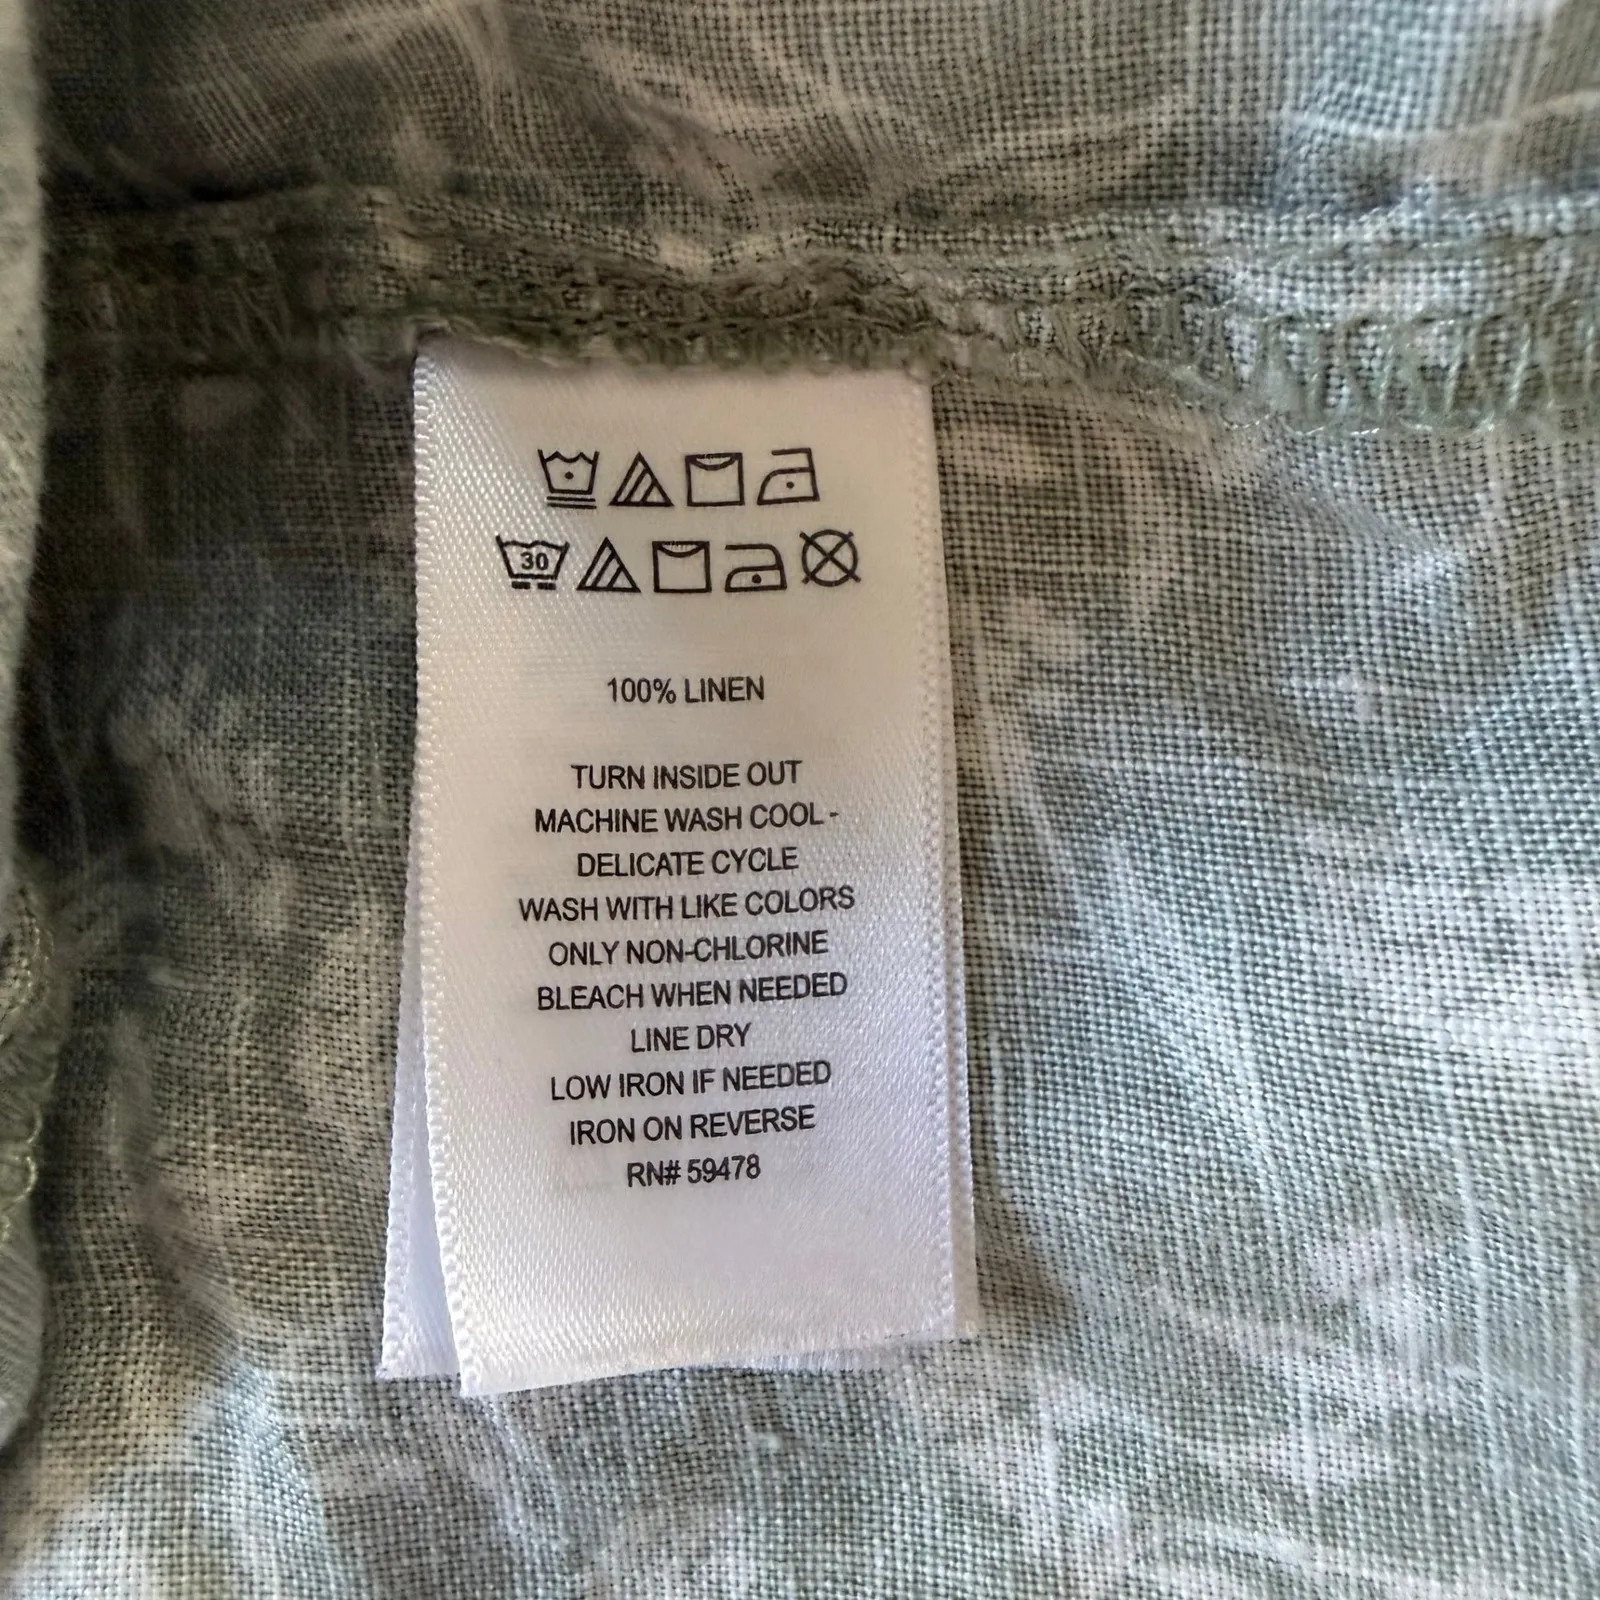 30
100% LINEN
TURN INSIDE OUT
MACHINE WASH COOL -
DELICATE CYCLE
WASH WITH LIKE COLORS
ONLY NON-CHLORINE
BLEACH WHEN NEEDED
LINE DRY
LOW IRON IF NEEDED
IRON ON REVERSE
RN# 59478